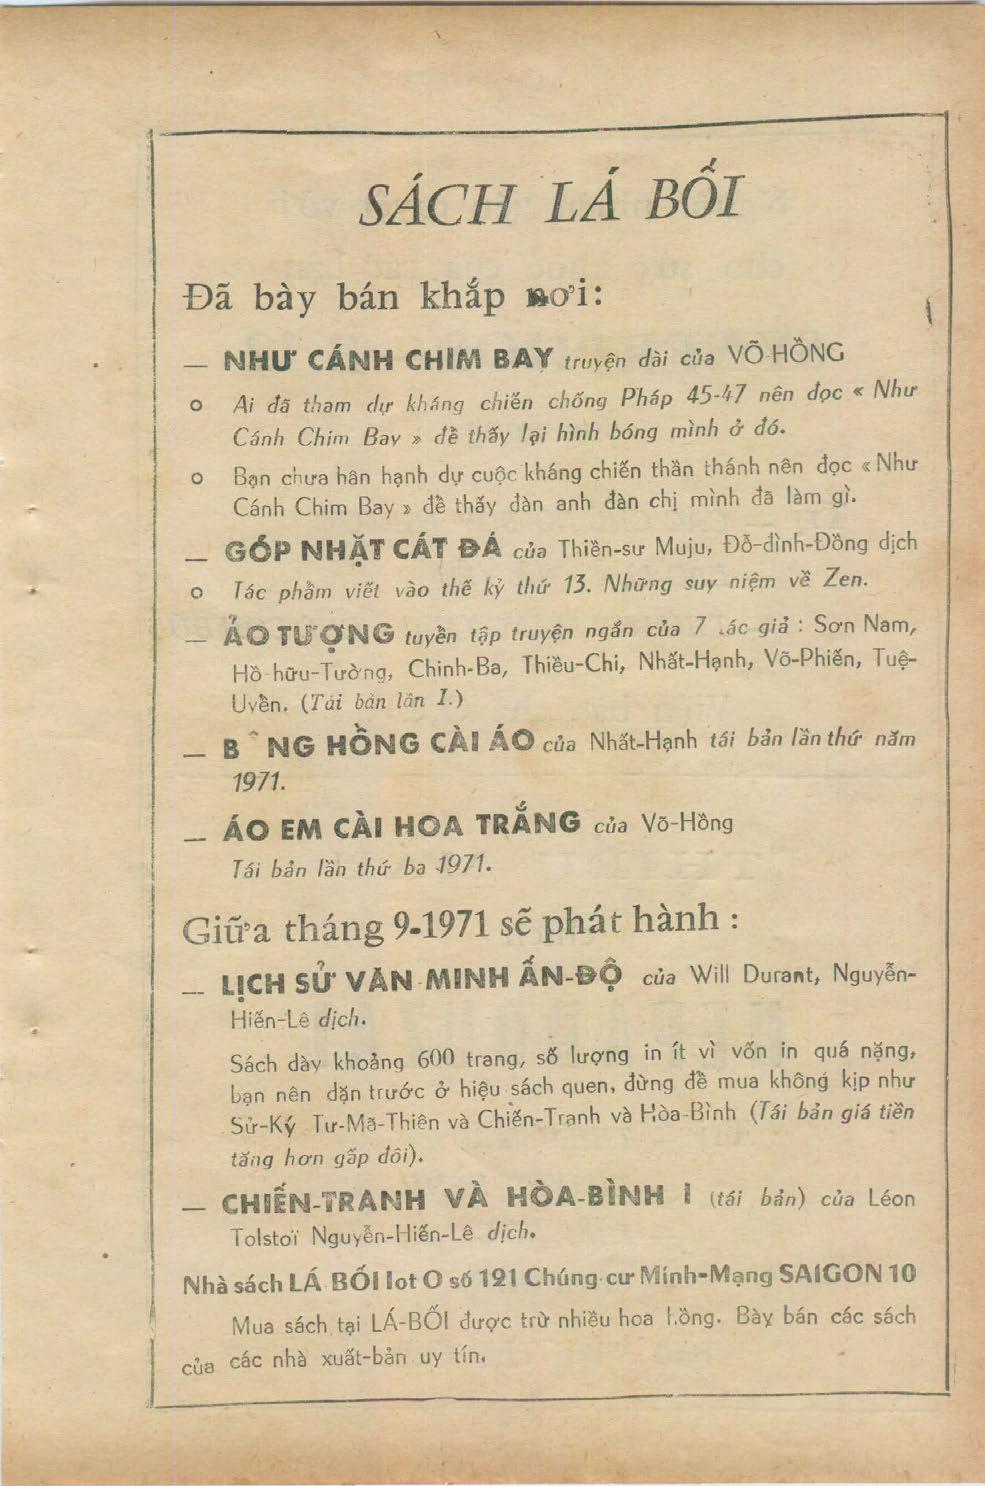 SÁCH LÁ BỐI
Đã bày bán khắp nơi:
— NHƯ CÁNH CHIM BAY truyện dài của VÕ-HỒNG
o Ai đã tham dự kháng chiến chống Pháp 45-47 nên đọc « Như
Cánh Chim Bay » để thấy lại hình bóng mình ở đó.
o Bạn chưa hân hạnh dự cuộc kháng chiến thần thánh nên đọc « Như
Cánh Chim Bay » để thấy đàn anh đàn chị mình đã làm gì.
— GÓP NHẶT CÁT ĐÁ của Thiền-sư Muju, Đỗ-đình-Đồng dịch
o Tác phẩm viết vào thế kỷ thứ 13. Những suy niệm về Zen.
— ẢO TƯỢNG tuyển tập truyện ngắn của 7 tác giả : Sơn Nam,
Hồ-hữu-Tường, Chinh-Ba, Thiều-Chi, Nhất-Hạnh, Võ-Phiến, Tuệ-
Uyển. (Tái bản lần I.)
— B^NG HỒNG CÀI ÁO của Nhất-Hạnh tái bản lần thứ năm
1971.
— ÁO EM CÀI HOA TRẮNG của Võ-Hồng
Tái bản lần thứ ba 1971.
Giữa tháng 9-1971 sẽ phát hành :
— LỊCH SỬ VĂN MINH ẤN-ĐỘ của Will Durant, Nguyễn-
Hiến-Lê dịch.
Sách dày khoảng 600 trang, số lượng in ít vì vốn in quá nặng,
bạn nên dặn trước ở hiệu sách quen, đừng để mua không kịp như
Sử-Ký Tư-Mã-Thiên và Chiến-Tranh và Hòa-Bình (Tái bản giá tiền
tăng hơn gấp đôi).
— CHIẾN-TRANH VÀ HÒA-BÌNH I (tái bản) của Léon
Tolstoï Nguyễn-Hiến-Lê dịch.
Nhà sách LÁ BỐI lot O số 121 Chúng-cư Minh-Mạng SAIGON 10
Mua sách tại LÁ-BỐI được trừ nhiều hoa hồng. Bày bán các sách
của các nhà xuất-bản uy tín.